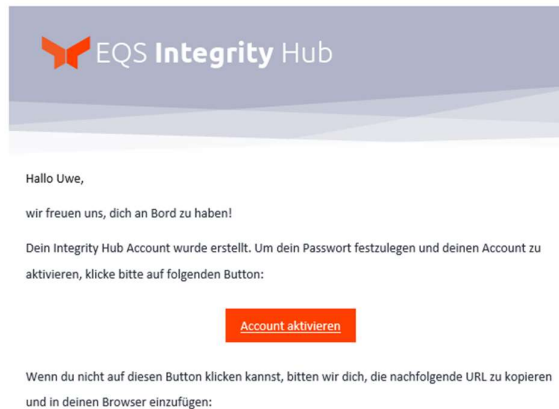 EQS Integrity Hub
Hallo Uwe,
wir freuen uns, dich an Bord zu haben!
Dein Integrity Hub Account wurde erstellt. Um dein Passwort festzulegen und deinen Account zu
aktivieren, klicke bitte auf folgenden Button:
Account aktivieren
Wenn du nicht auf diesen Button klicken kannst, bitten wir dich, die nachfolgende URL zu kopieren
und in deinen Browser einzufügen: